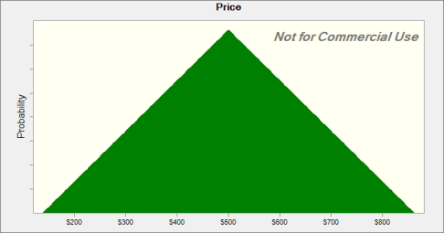 Price
Not for Commercial Use
Probability
$200 $300 $400 $500 $600 $700 $800